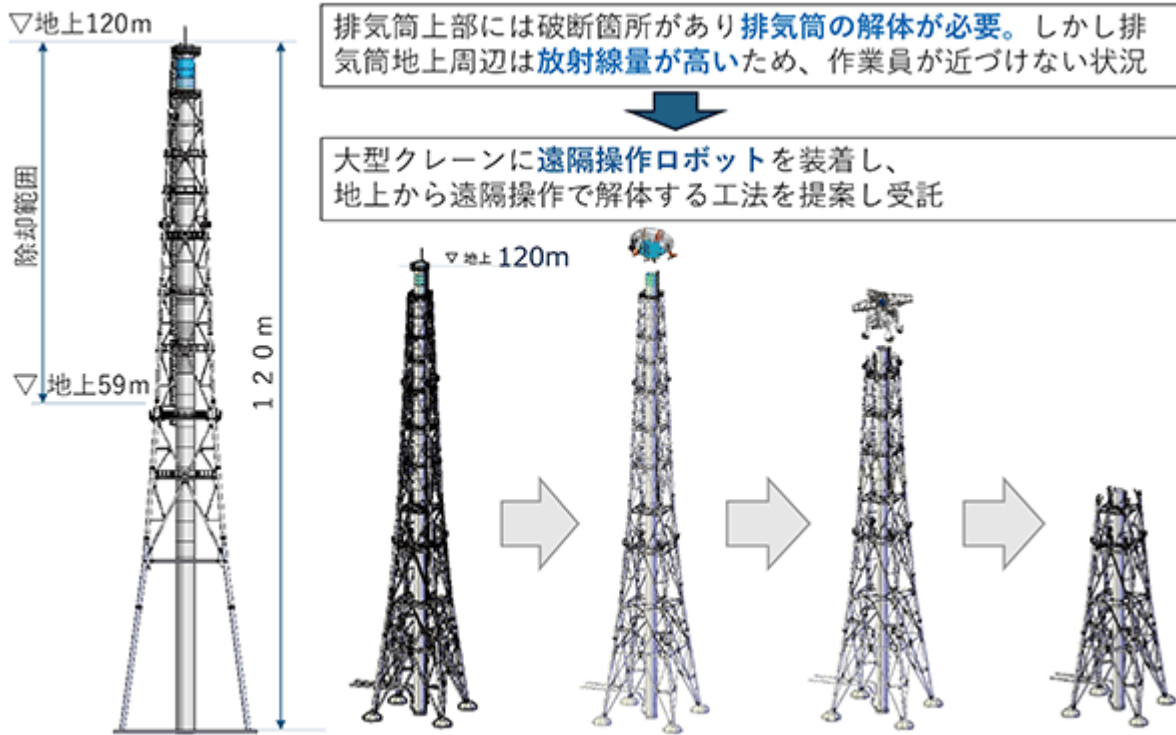 ▽地上120m
排気筒上部には破断箇所があり排気筒の解体が必要。しかし排
気筒地上周辺は放射線量が高いため、作業員が近づけない状況
大型クレーンに遠隔操作ロボットを装着し、
地上から遠隔操作で解体する工法を提案し受託
除却範囲
▽ 地上59m
120m
▽ 地上 120m